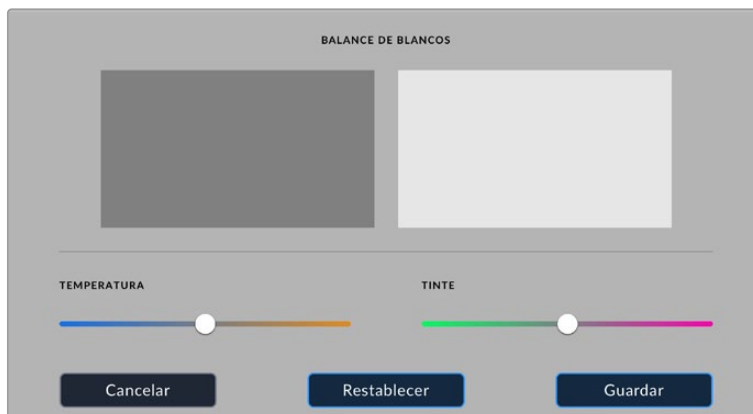 BALANCE DE BLANCOS
TEMPERATURA
TINTE
Cancelar
Restablecer
Guardar